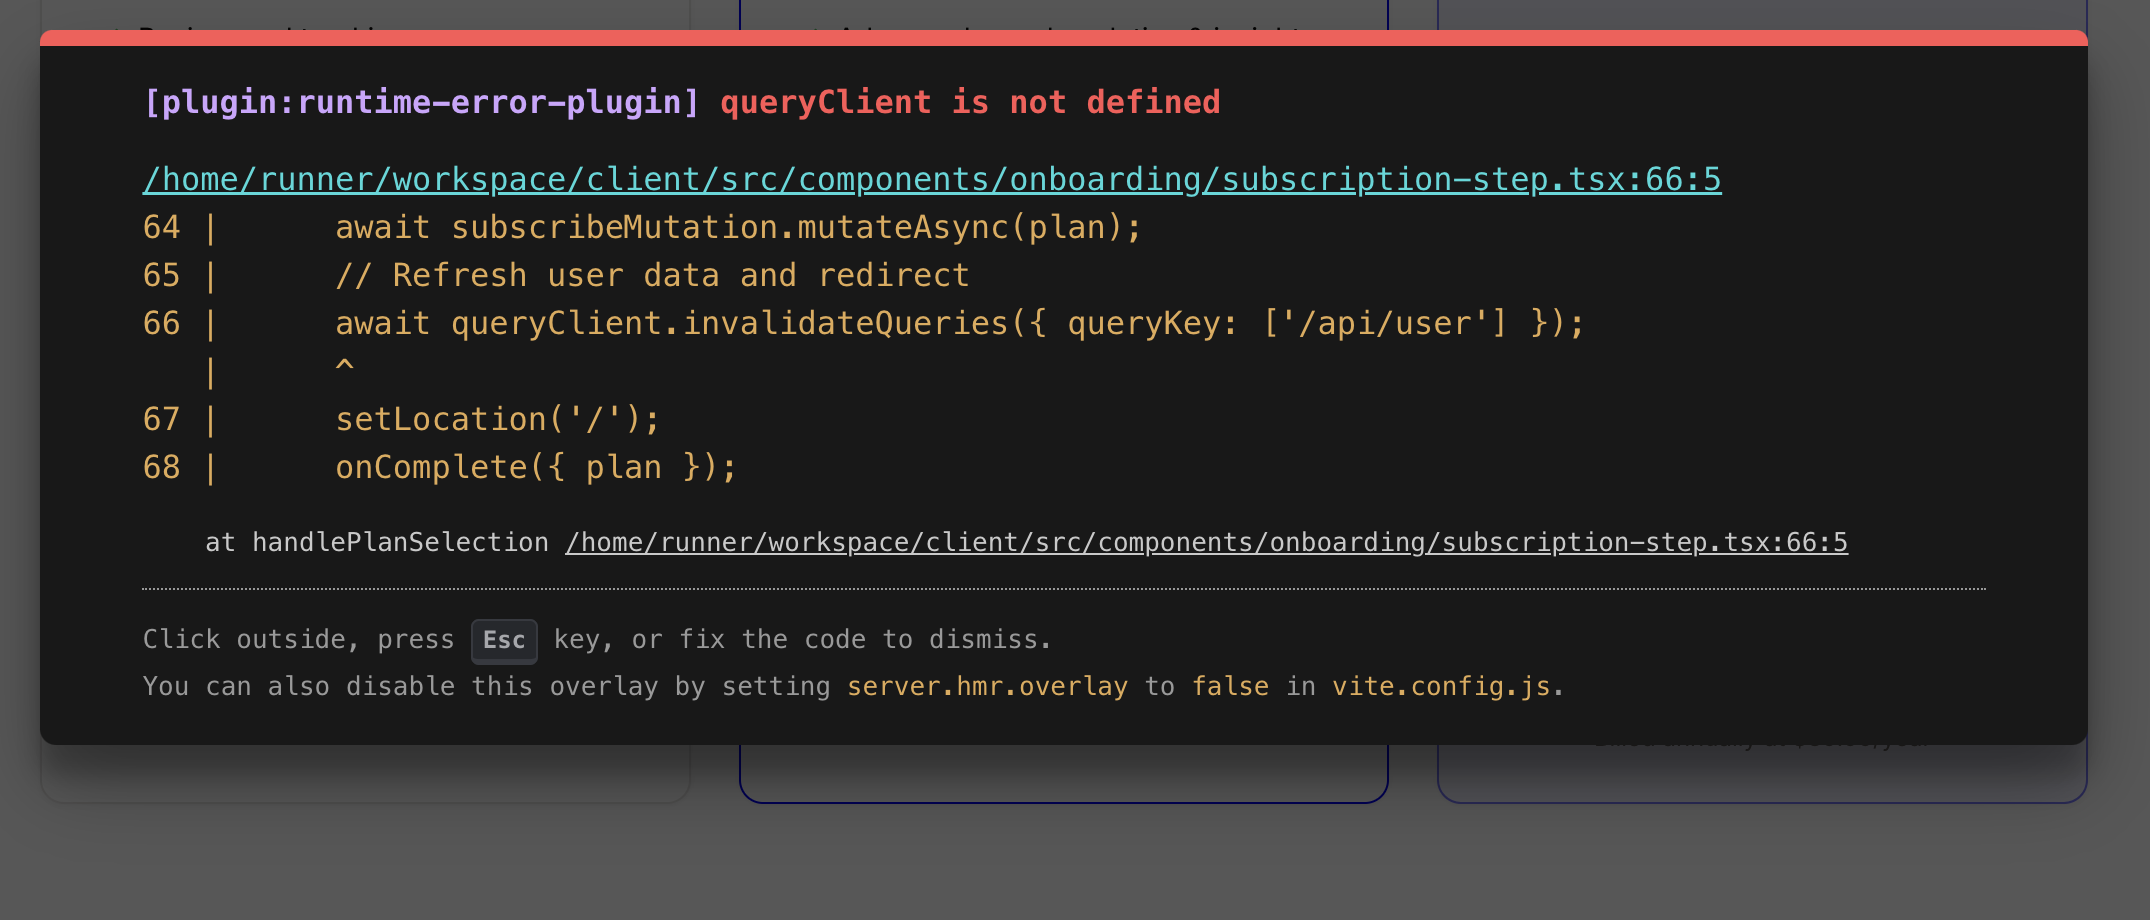 [plugin:runtime-error-plugin] queryClient is not defined
/home/runner/workspace/client/src/components/onboarding/subscription-step.tsx:66:5
64 |      await subscribeMutation.mutateAsync(plan);
65 |      // Refresh user data and redirect
66 |      await queryClient.invalidateQueries({ queryKey: ['/api/user'] });
   |      ^
67 |      setLocation('/');
68 |      onComplete({ plan });
at handlePlanSelection /home/runner/workspace/client/src/components/onboarding/subscription-step.tsx:66:5
Click outside, press Esc key, or fix the code to dismiss.
You can also disable this overlay by setting server.hmr.overlay to false in vite.config.js.